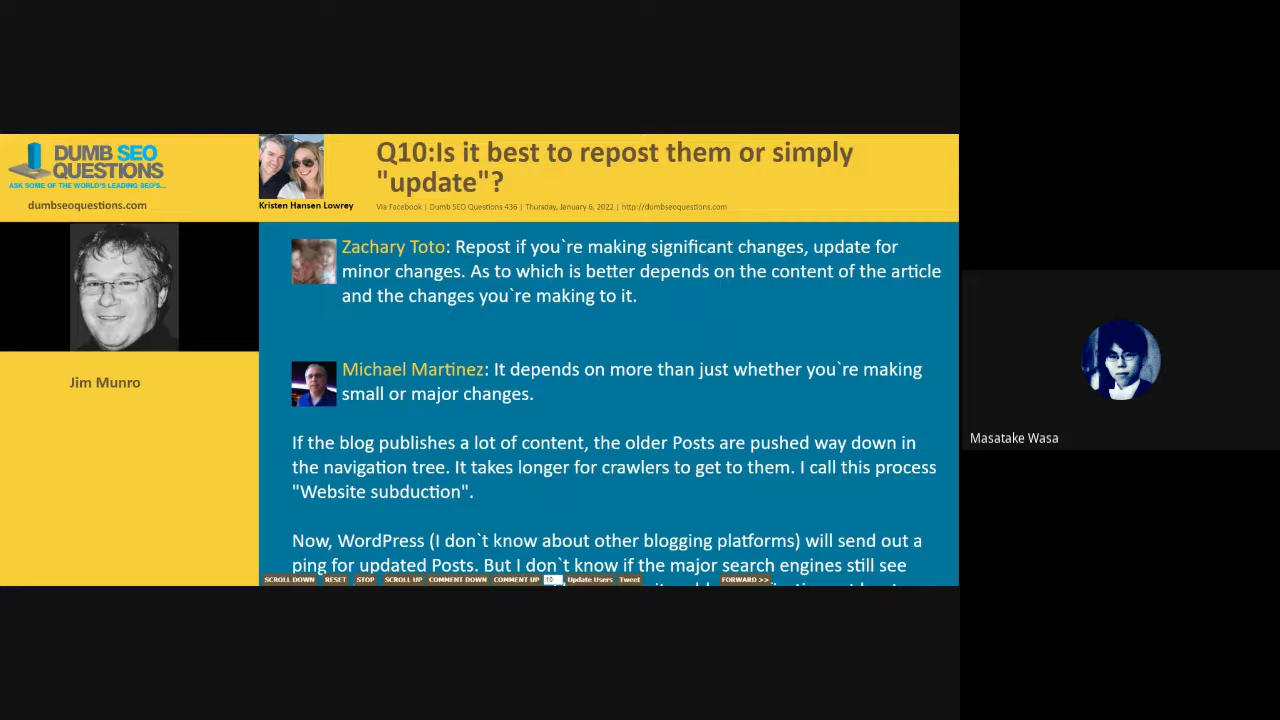 DUMB SEO
QUESTIONS
ASK SOME OF THE WORLD'S LEADING SEO'S...
dumbseoquestions.com
Kristen Hansen Lowrey
Q10:Is it best to repost them or simply
"update"?
Via Facebook | Dumb SEO Questions 436 | Thursday, January 6, 2022 | http://dumbseoquestions.com
Jim Munro
Zachary Toto: Repost if you`re making significant changes, update for
minor changes. As to which is better depends on the content of the article
and the changes you`re making to it.
Michael Martinez: It depends on more than just whether you`re making
small or major changes.
If the blog publishes a lot of content, the older Posts are pushed way down in
the navigation tree. It takes longer for crawlers to get to them. I call this process
"Website subduction".
Now, WordPress (I don`t know about other blogging platforms) will send out a
ping for updated Posts. But I don`t know if the major search engines still see
SCROLL DOWN RESET STOP SCROLL UP COMMENT DOWN COMMENT UP 10 Update Users Tweet FORWARD >>
Masatake Wasa